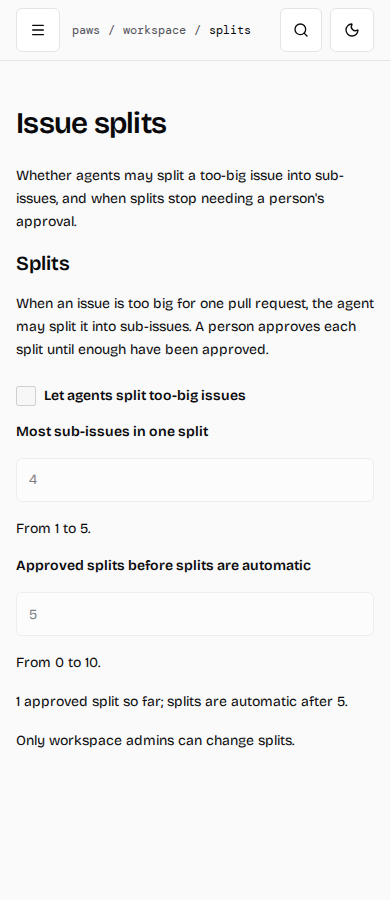 paws / workspace / splits
Issue splits
Whether agents may split a too-big issue into sub-
issues, and when splits stop needing a person's
approval.
Splits
When an issue is too big for one pull request, the agent
may split it into sub-issues. A person approves each
split until enough have been approved.
Let agents split too-big issues
Most sub-issues in one split
4
From 1 to 5.
Approved splits before splits are automatic
5
From 0 to 10.
1 approved split so far; splits are automatic after 5.
Only workspace admins can change splits.